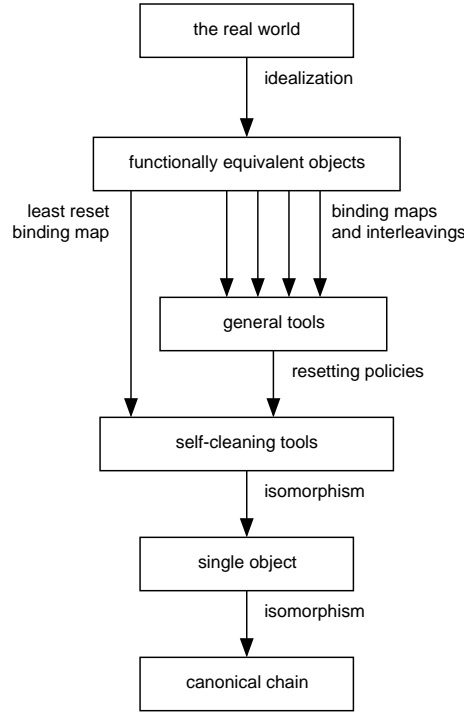 the real world
idealization
functionally equivalent objects
least reset
binding map
binding maps
and interleavings
general tools
resetting policies
self-cleaning tools
isomorphism
single object
isomorphism
canonical chain